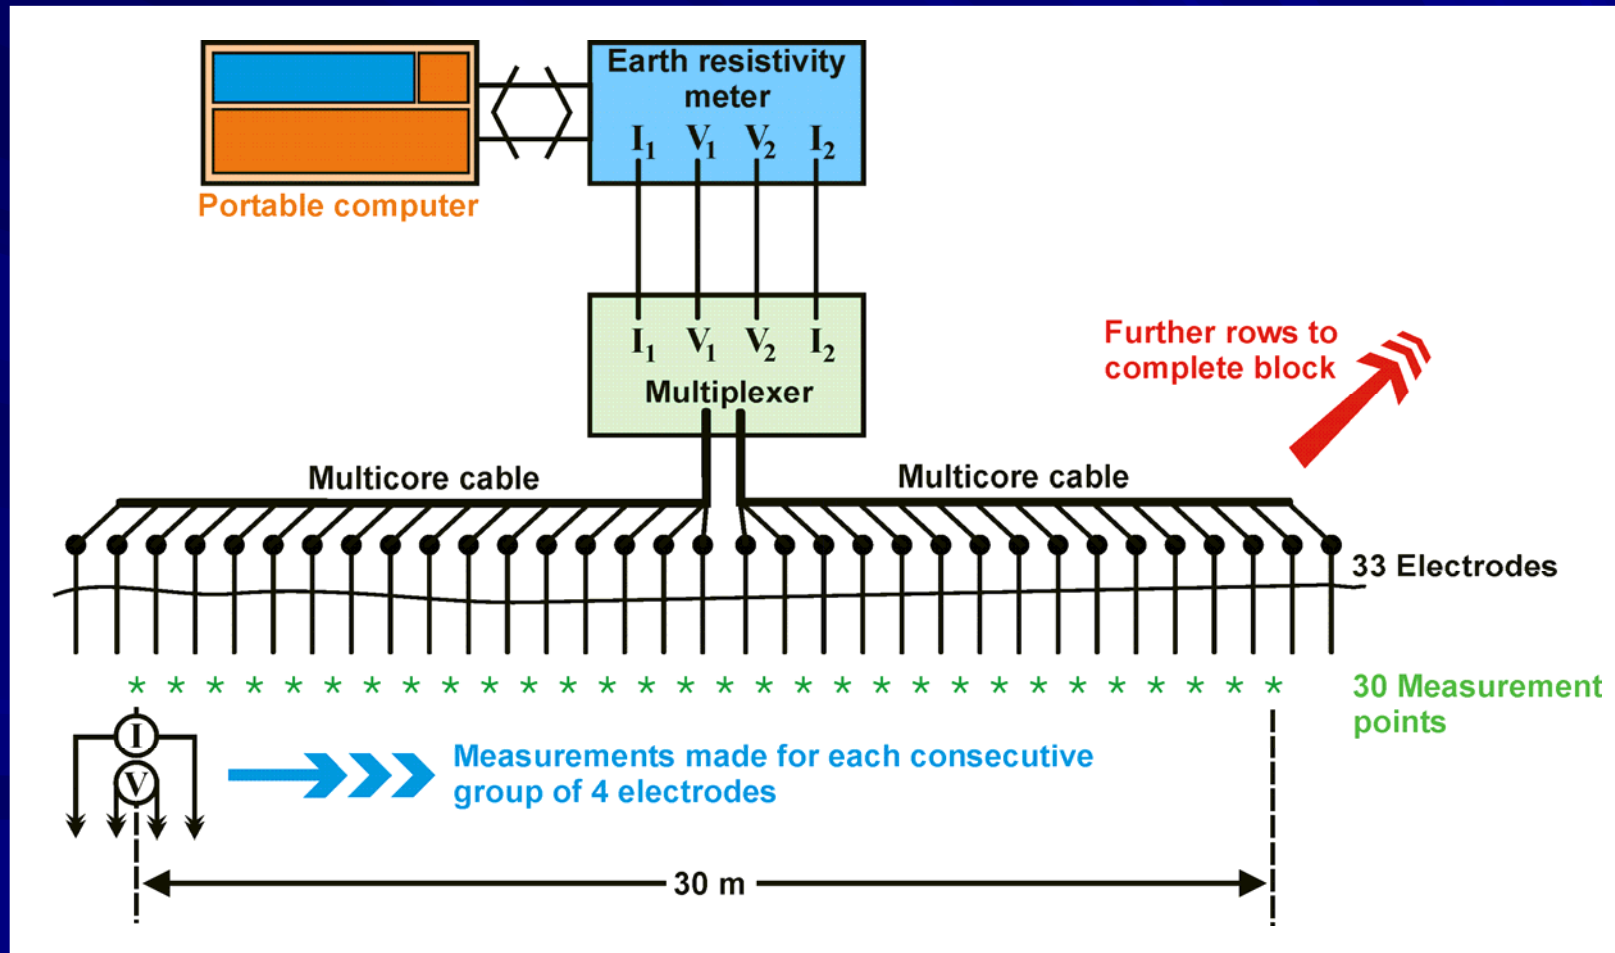 Earth resistivity
meter
I₁ V₁ V₂ I₂
Portable computer
I₁ V₁ V₂ I₂
Multiplexer
Further rows to
complete block
Multicore cable
Multicore cable
33 Electrodes
* * * * * * * * * * * * * * * * * * * * * * * * * * * * * *
30 Measurement
points
I
V
Measurements made for each consecutive
group of 4 electrodes
30 m